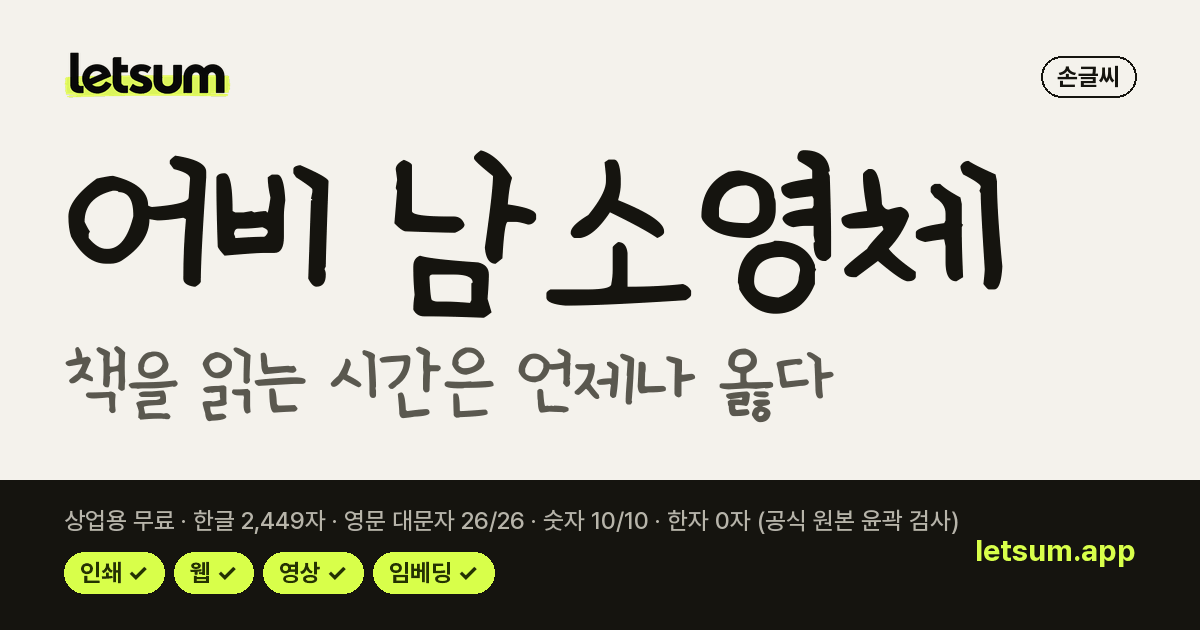 letsum
손글씨
어비 남소영체
책을 읽는 시간은 언제나 옳다
상업용 무료 · 한글 2,449자 · 영문 대문자 26/26 · 숫자 10/10 · 한자 0자 (공식 원본 윤곽 검사)
인쇄 ✓ 웹 ✓ 영상 ✓ 임베딩 ✓
letsum.app